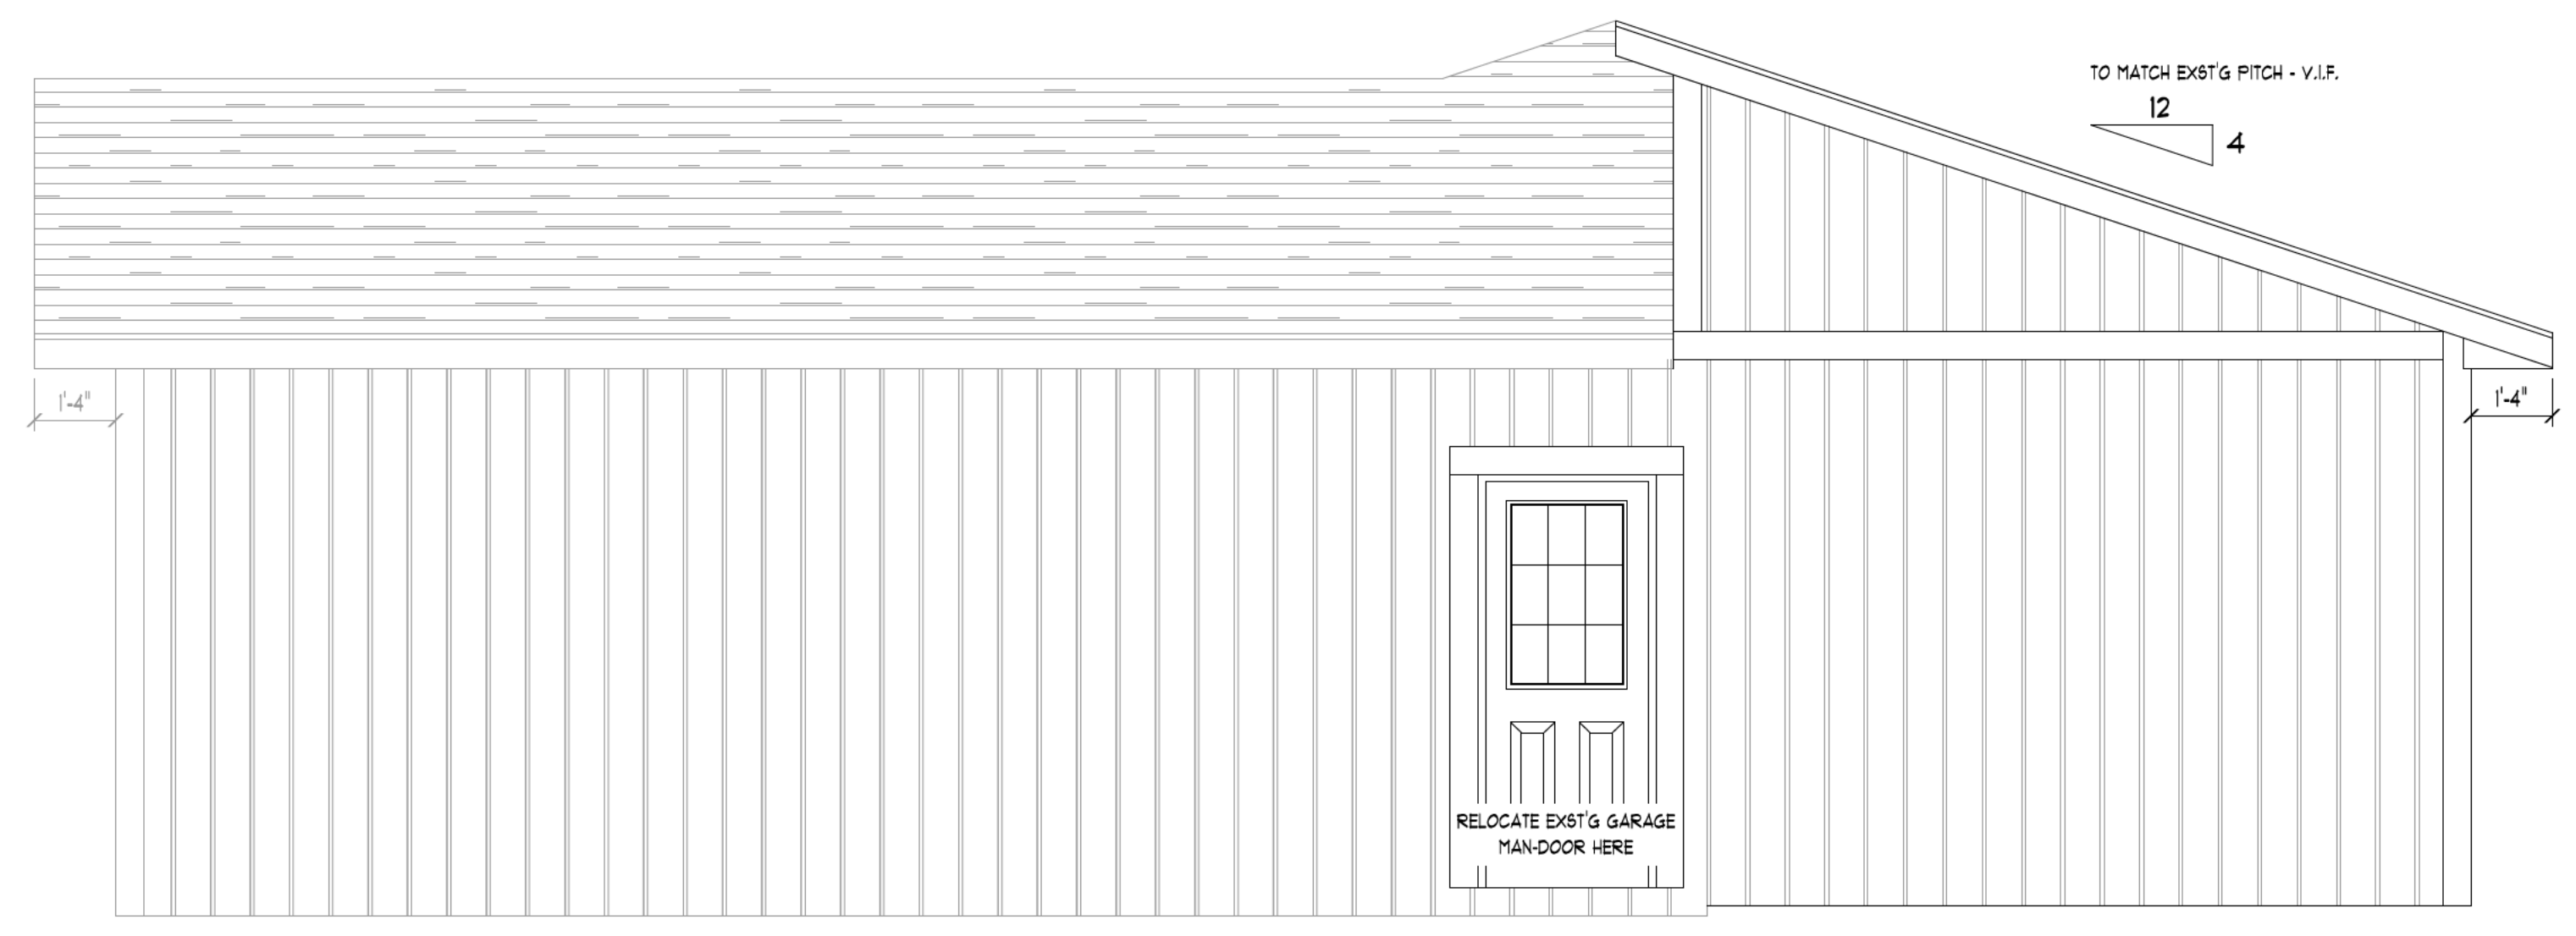 TO MATCH EXST'G PITCH - V.I.F.
12
4
1'-4"
1'-4"
RELOCATE EXST'G GARAGE
MAN-DOOR HERE